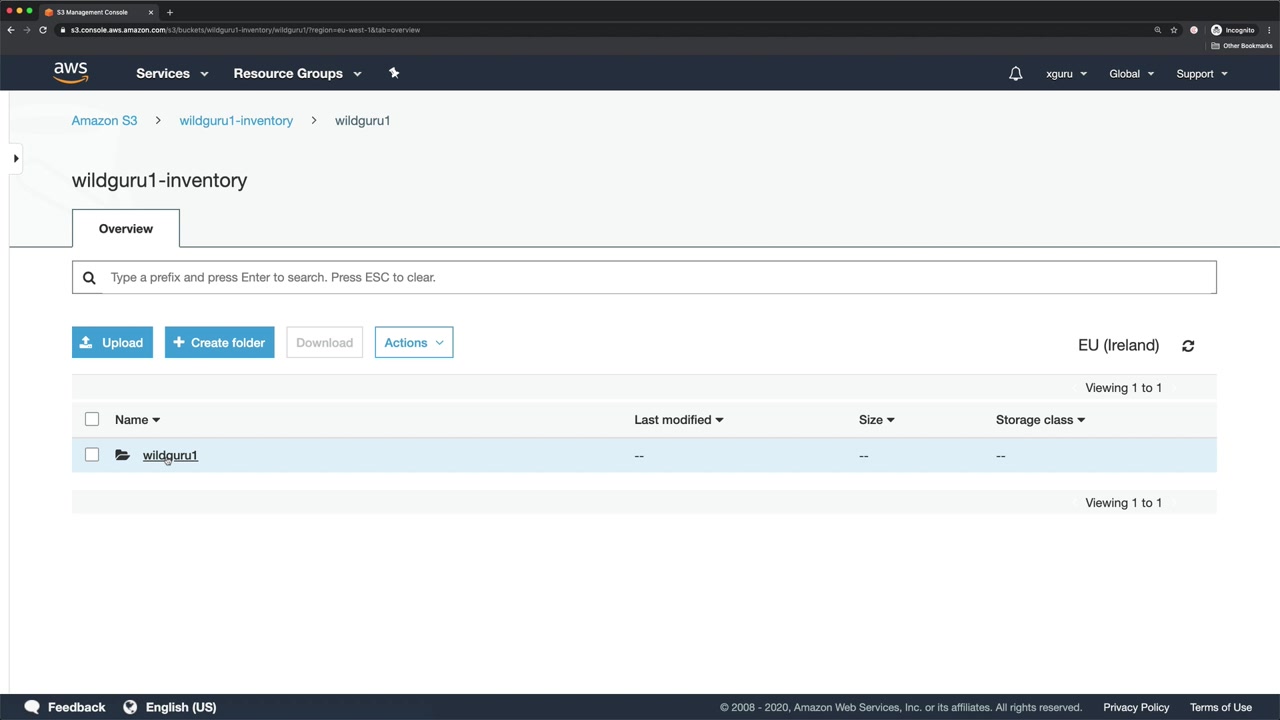 S3 Management Console
s3.console.aws.amazon.com/s3/buckets/wildguru1-inventory/wildguru1/?region=eu-west-1&tab=overview
Incognito
Other Bookmarks
aws Services Resource Groups xguru Global Support
Amazon S3 > wildguru1-inventory > wildguru1
wildguru1-inventory
Overview
Type a prefix and press Enter to search. Press ESC to clear.
Upload + Create folder Download Actions EU (Ireland)
Viewing 1 to 1
Name Last modified Size Storage class
wildguru1 -- -- --
Viewing 1 to 1
Feedback English (US) © 2008 - 2020, Amazon Web Services, Inc. or its affiliates. All rights reserved. Privacy Policy Terms of Use